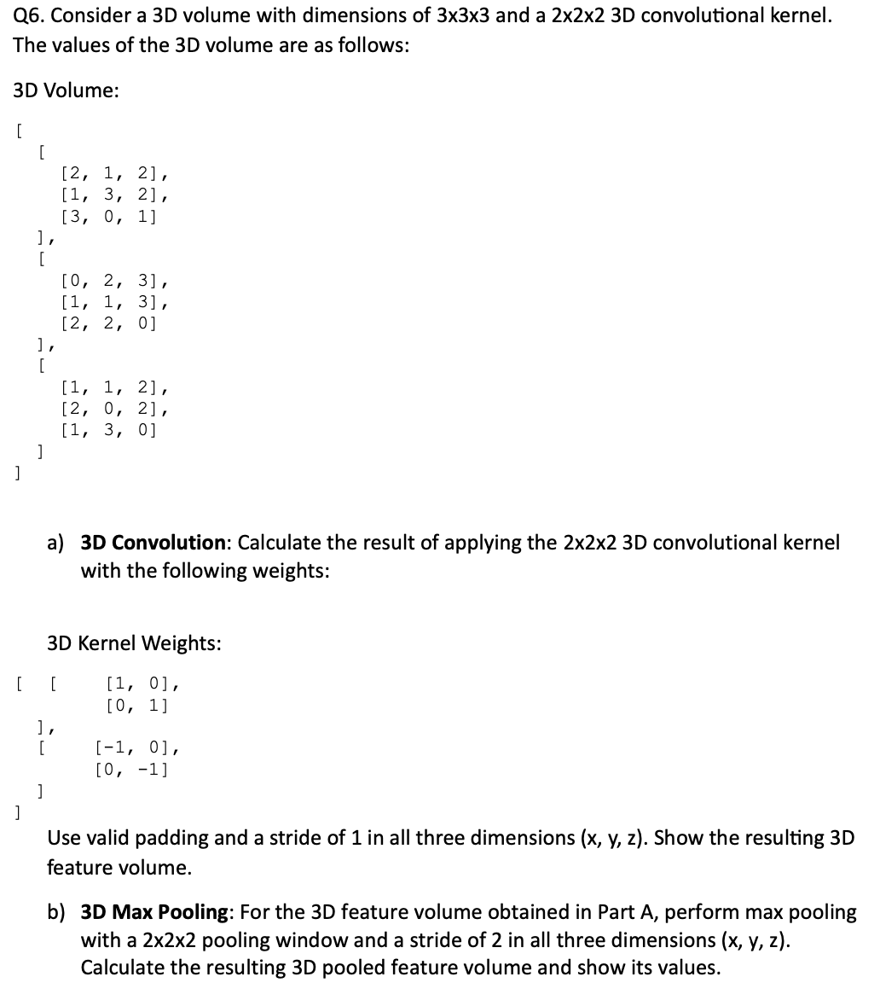 Q6. Consider a 3D volume with dimensions of 3x3x3 and a 2x2x2 3D convolutional kernel.
The values of the 3D volume are as follows:
3D Volume:
[
[
[2, 1, 2],
[1, 3, 2],
[3, 0, 1]
],
[
[0, 2, 3],
[1, 1, 3],
[2, 2, 0]
],
[
[1, 1, 2],
[2, 0, 2],
[1, 3, 0]
]
]
a) 3D Convolution: Calculate the result of applying the 2x2x2 3D convolutional kernel
with the following weights:
3D Kernel Weights:
[ [ [1, 0],
[0, 1]
],
[ [-1, 0],
[0, -1]
]
]
Use valid padding and a stride of 1 in all three dimensions (x, y, z). Show the resulting 3D
feature volume.
b) 3D Max Pooling: For the 3D feature volume obtained in Part A, perform max pooling
with a 2x2x2 pooling window and a stride of 2 in all three dimensions (x, y, z).
Calculate the resulting 3D pooled feature volume and show its values.